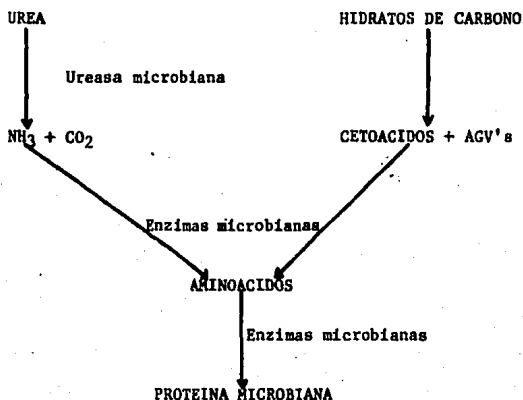 UREA
HIDRATOS DE CARBONO
Ureasa microbiana
NH3 + CO2
CETOACIDOS + AGV's
Enzimas microbianas
AMINOACIDOS
Enzimas microbianas
PROTEINA MICROBIANA